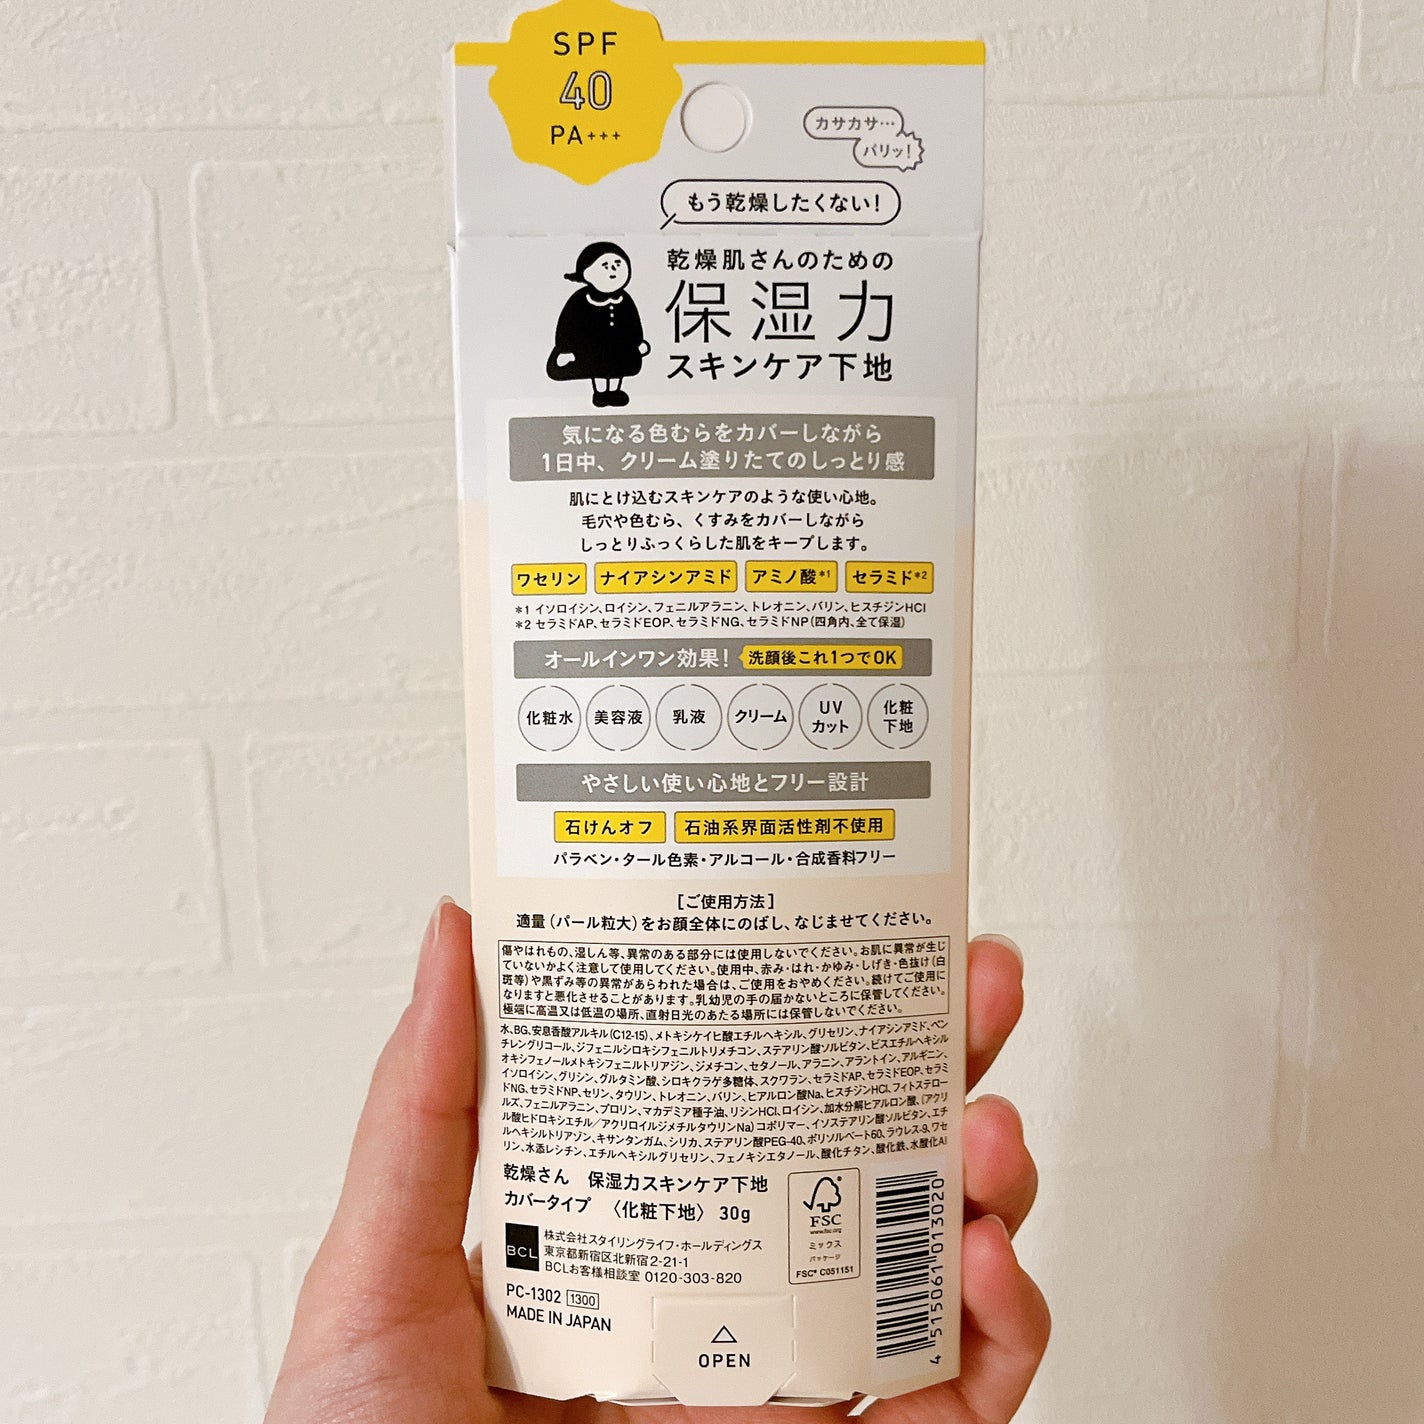 SPF
40
PA+++
カサカサ…
パリッ!
もう乾燥したくない!
乾燥肌さんのための
保湿力
スキンケア下地
気になる色むらをカバーしながら
1日中、クリーム塗りたてのしっとり感
肌にとけ込むスキンケアのような使い心地。
毛穴や色むら、くすみをカバーしながら
しっとりふっくらした肌をキープします。
ワセリン ナイアシンアミド アミノ酸*1 セラミド*2
*1 イソロイシン、ロイシン、フェニルアラニン、トレオニン、バリン、ヒスチジンHCl
*2 セラミドAP、セラミドEOP、セラミドNG、セラミドNP(四角内、全て保湿)
オールインワン効果! 洗顔後これ1つでOK
化粧水 美容液 乳液 クリーム UVカット 化粧下地
やさしい使い心地とフリー設計
石けんオフ 石油系界面活性剤不使用
パラベン・タール色素・アルコール・合成香料フリー
[ご使用方法]
適量(パール粒大)をお顔全体にのばし、なじませてください。
傷やはれもの、湿しん等、異常のある部分には使用しないでください。お肌に異常が生じ
ていないかよく注意して使用してください。使用中、赤み・はれ・かゆみ・しげき・色抜け(白
斑等)や黒ずみ等の異常があらわれた場合は、ご使用をおやめください。続けてご使用に
なりますと悪化させることがあります。乳幼児の手の届かないところに保管してください。
極端に高温又は低温の場所、直射日光のあたる場所には保管しないでください。
水、BG、安息香酸アルキル(C12-15)、メトキシケイヒ酸エチルヘキシル、グリセリン、ナイアシンアミド、ペン
チレングリコール、ジフェニルシロキシフェニルトリメチコン、ステアリン酸ソルビタン、ビスエチルヘキシル
オキシフェノールメトキシフェニルトリアジン、ジメチコン、セタノール、アラニン、アラントイン、アルギニン、
イソロイシン、グリシン、グルタミン酸、シロキクラゲ多糖体、スクワラン、セラミドAP、セラミドEOP、セラミ
ドNG、セラミドNP、セリン、タウリン、トレオニン、バリン、ヒアルロン酸Na、ヒスチジンHCl、フィトステロー
ルズ、フェニルアラニン、プロリン、マカデミア種子油、リシンHCl、ロイシン、加水分解ヒアルロン酸、(アクリ
ル酸ヒドロキシエチル/アクリロイルジメチルタウリンNa)コポリマー、イソステアリン酸ソルビタン、エチ
ルヘキシルトリアゾン、キサンタンガム、シリカ、ステアリン酸PEG-40、ポリソルベート60、ラウレス-9、ワセ
リン、水添レシチン、エチルヘキシルグリセリン、フェノキシエタノール、酸化チタン、酸化鉄、水酸化Al
乾燥さん 保湿力スキンケア下地
カバータイプ 〈化粧下地〉 30g
BCL
株式会社スタイリングライフ・ホールディングス
東京都新宿区北新宿2-21-1
BCLお客様相談室 0120-303-820
PC-1302 1300
MADE IN JAPAN
FSC
www.fsc.org
ミックス
パッケージ
FSC® C051151
4 515061 013020
OPEN